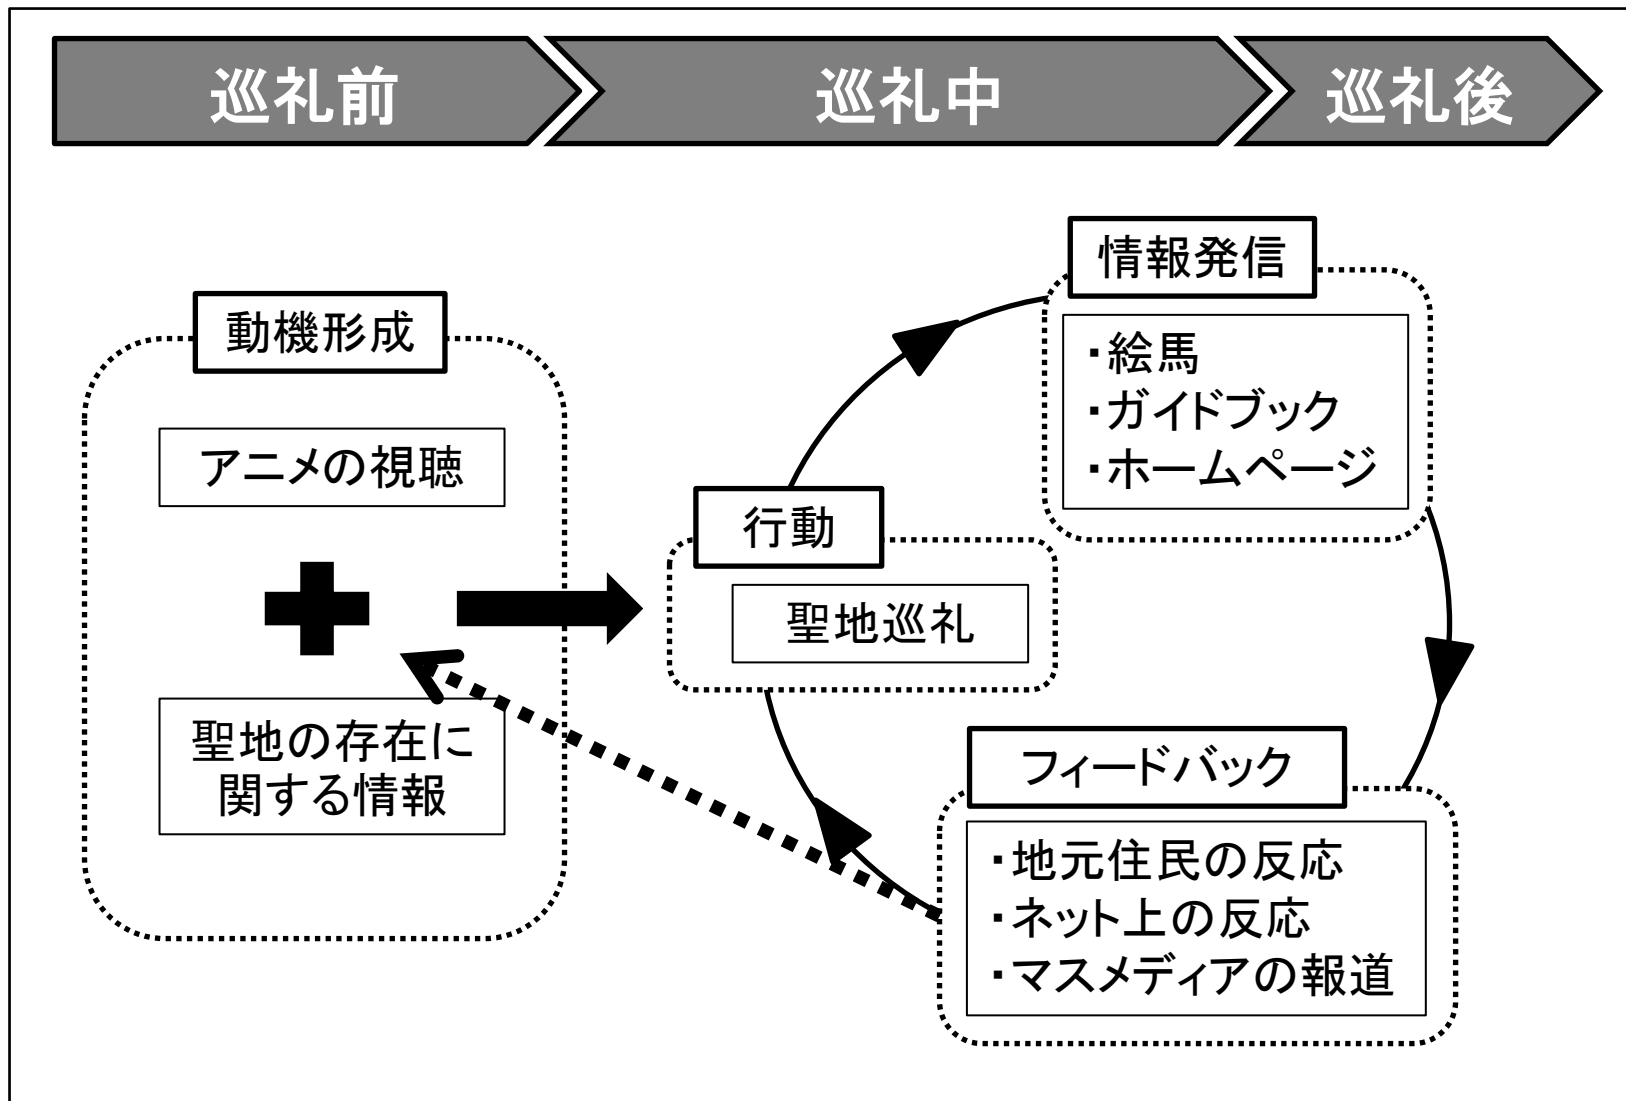 巡礼前
巡礼中
巡礼後
動機形成
アニメの視聴
聖地の存在に
関する情報
行動
聖地巡礼
情報発信
・絵馬
・ガイドブック
・ホームページ
フィードバック
・地元住民の反応
・ネット上の反応
・マスメディアの報道